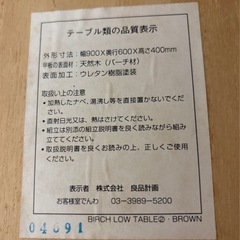 テーブル類の品質表示
外形寸法：幅900X奥行600X高さ400mm
甲板の表面材：天然木（バーチ材）
表面加工：ウレタン樹脂塗装
取扱い上の注意
・加熱したナベ、湯沸し等を直接置かないでくだ
さい。
・直射日光又は、熱をさけてください。
・組立は別添の組立説明書を良く読みながら組み
立ててください。
・取扱説明書を良くお読みの上、正しくご使用
ください。
表示者 株式会社 良品計画
お客様室でんわ 03-3989-5200
04091
BIRCH LOW TABLE②・BROWN